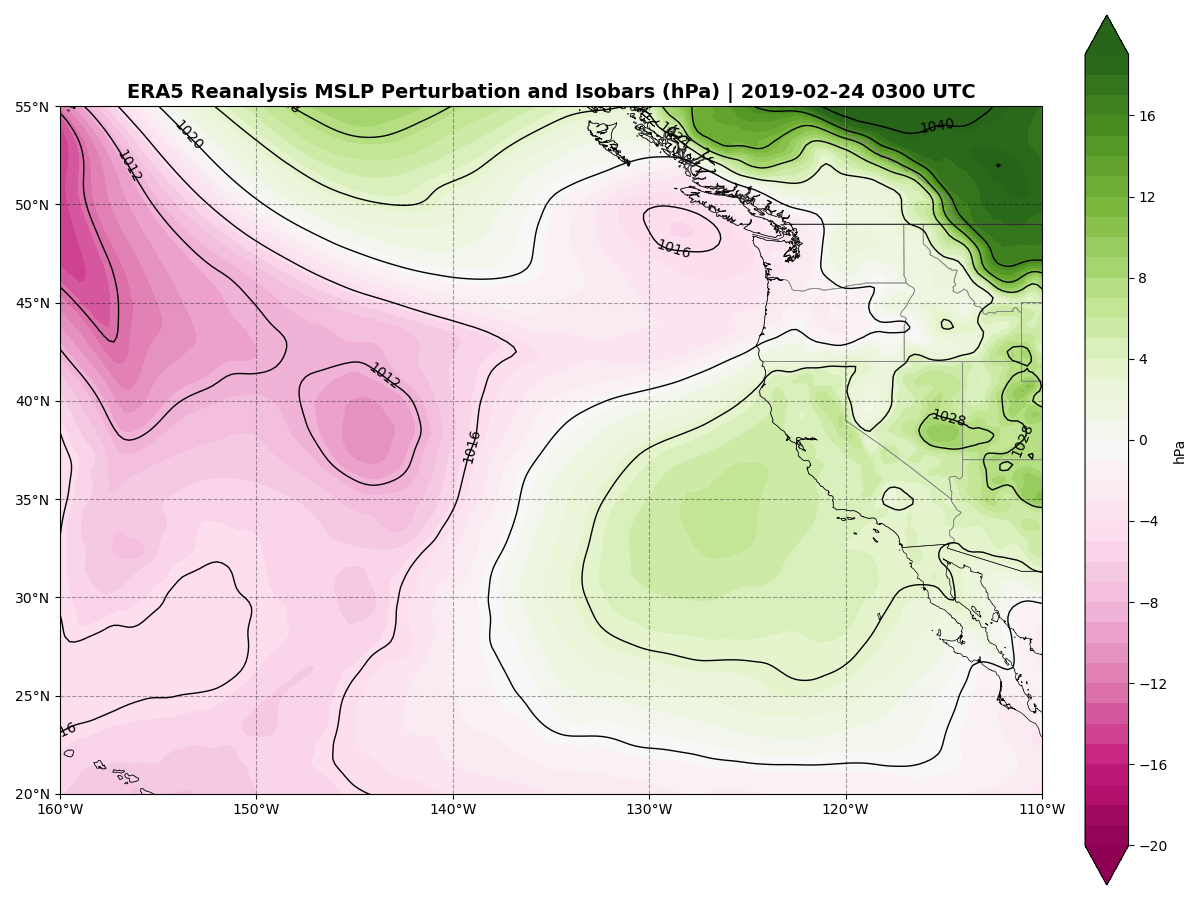 ERA5 Reanalysis MSLP Perturbation and Isobars (hPa) | 2019-02-24 0300 UTC
55°N
50°N
45°N
40°N
35°N
30°N
25°N
20°N
160°W
150°W
140°W
130°W
120°W
110°W
1020
1012
1040
1016
1012
1016
1028
1028
16
16
12
8
4
0
−4
−8
−12
−16
−20
hPa